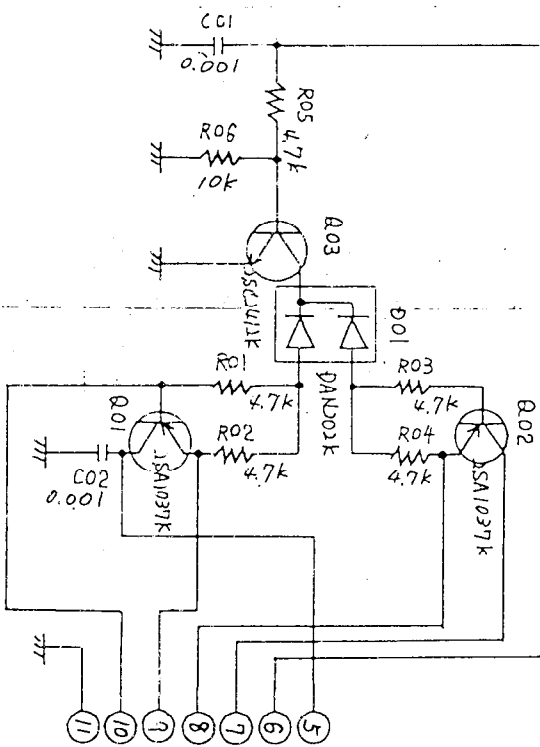 C01
0.001
R05
4.7k
R06
10k
Q03
D01
R01
4.7k
R02
4.7k
R03
4.7k
R04
4.7k
Q01
2SA1037K
Q02
2SA1037K
C02
0.001
DAN202K
11
10
9
8
7
6
5